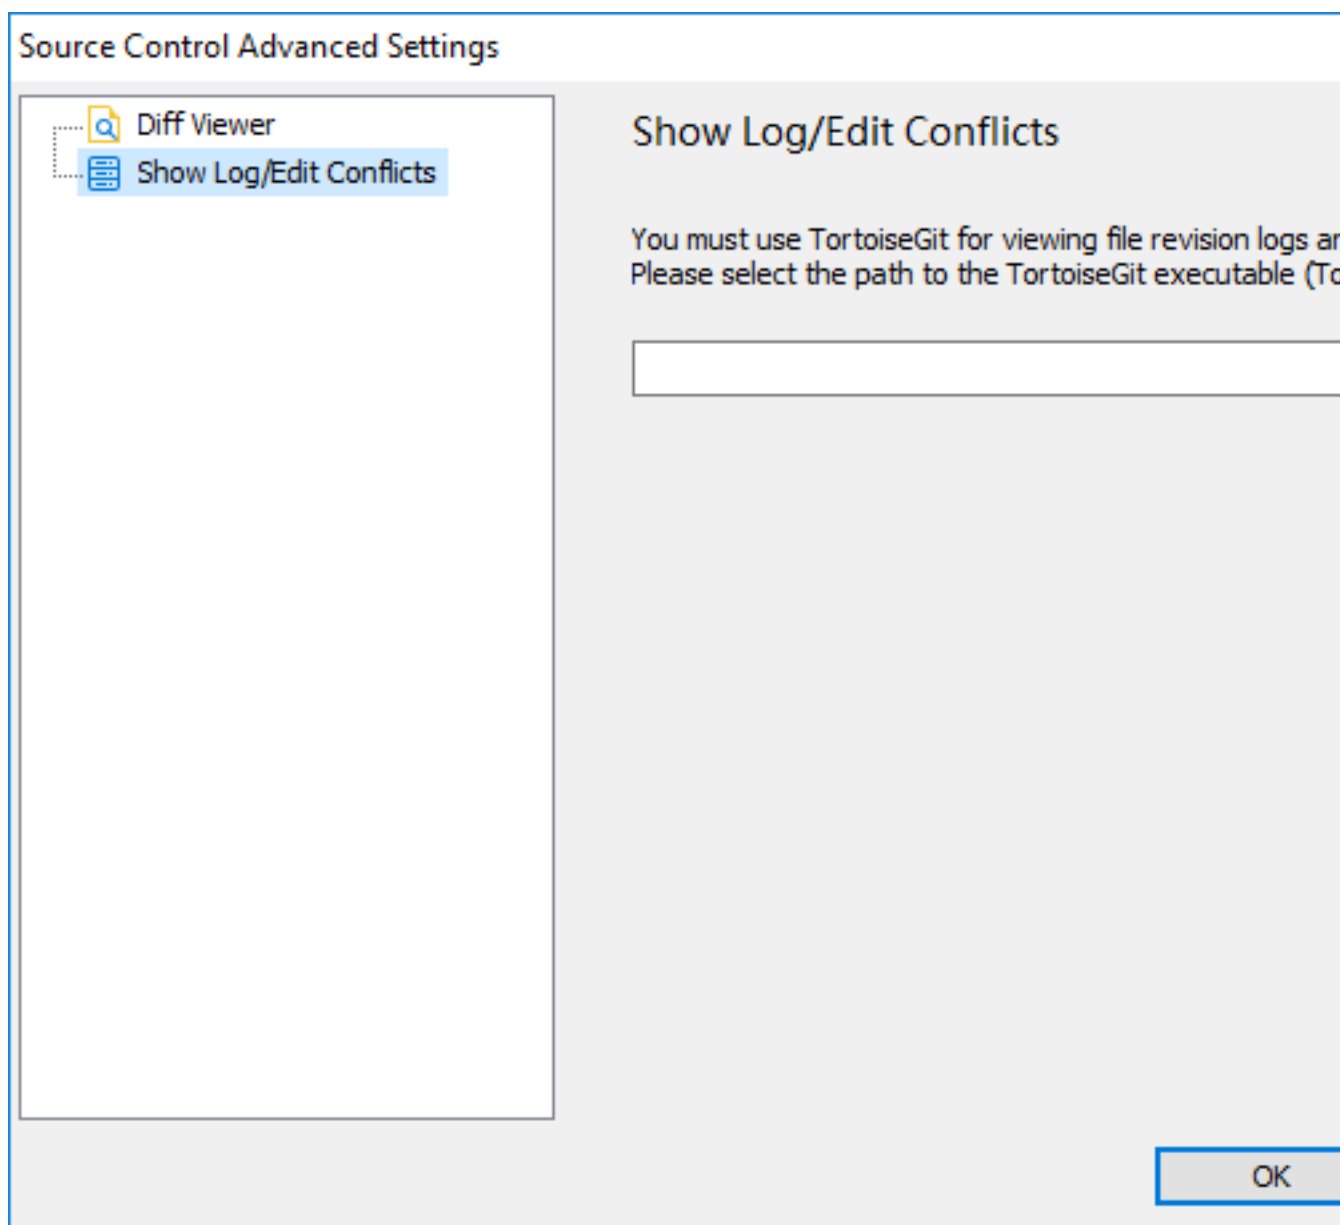 Source Control Advanced Settings
Diff Viewer
Show Log/Edit Conflicts
Show Log/Edit Conflicts
You must use TortoiseGit for viewing file revision logs
Please select the path to the TortoiseGit executable
OK